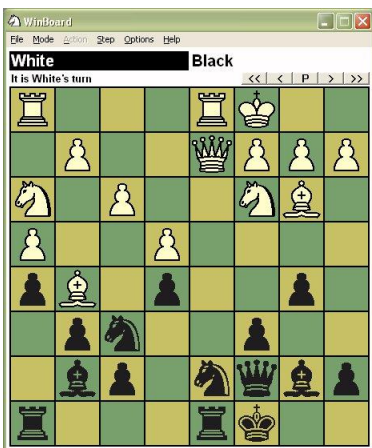 WinBoard
File Mode Action Step Options Help
White Black
It is White's turn << < P > >>